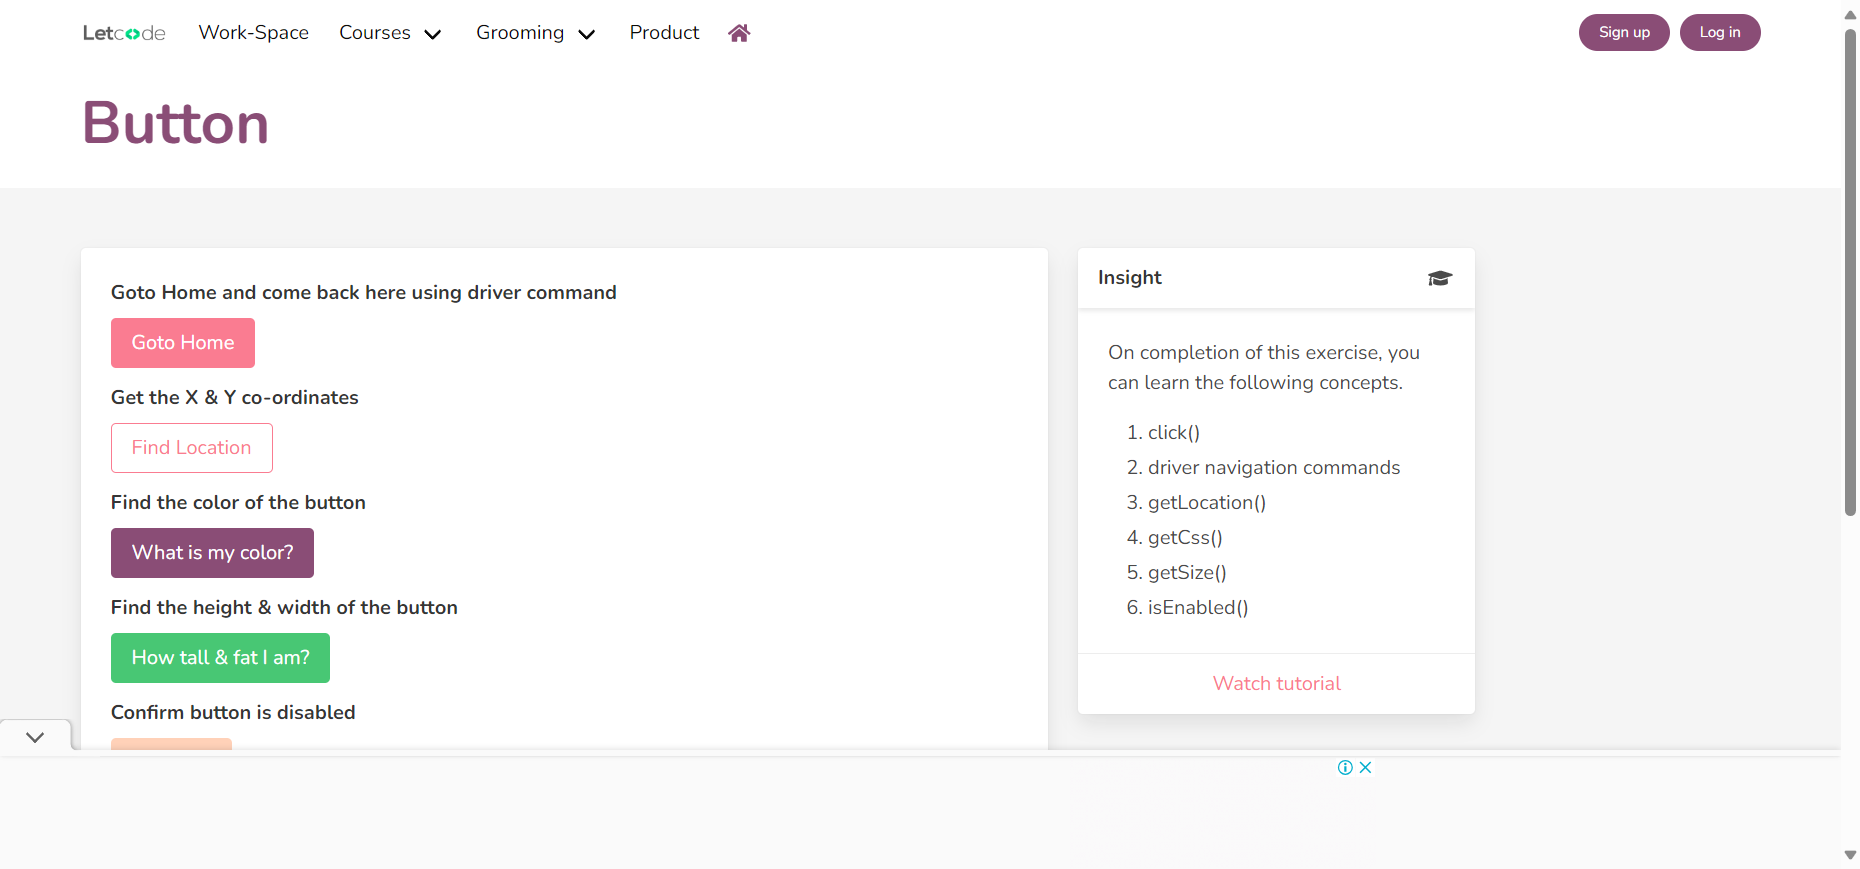 Letcode Work-Space Courses Grooming Product Sign up Log in
Button
Goto Home and come back here using driver command
Goto Home
Get the X & Y co-ordinates
Find Location
Find the color of the button
What is my color?
Find the height & width of the button
How tall & fat I am?
Confirm button is disabled
Insight
On completion of this exercise, you
can learn the following concepts.
1. click()
2. driver navigation commands
3. getLocation()
4. getCss()
5. getSize()
6. isEnabled()
Watch tutorial